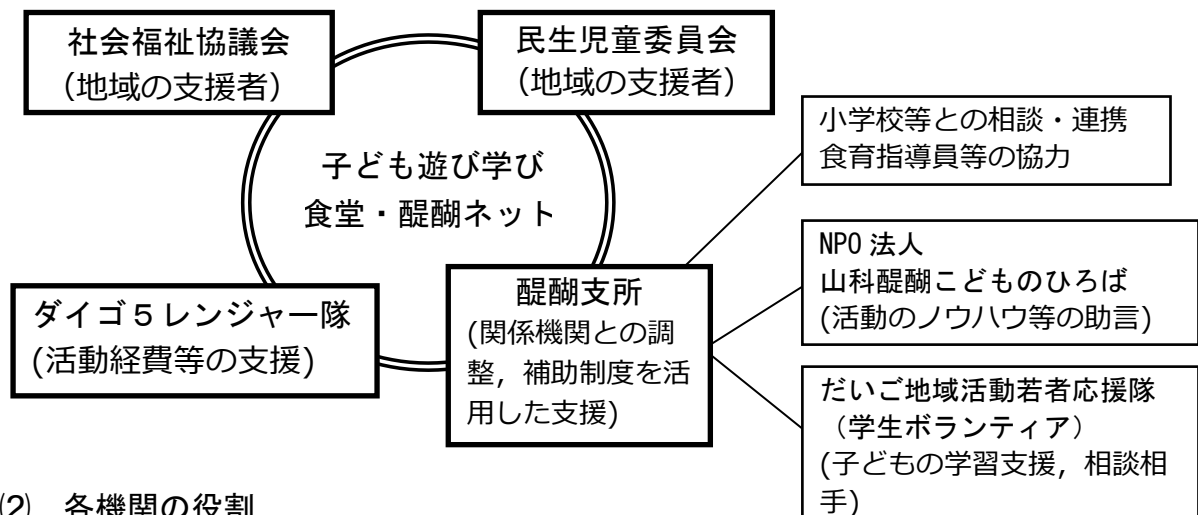 社会福祉協議会
（地域の支援者）
民生児童委員会
（地域の支援者）
子ども遊び学び
食堂・醍醐ネット
ダイゴ５レンジャー隊
(活動経費等の支援)
醍醐支所
(関係機関との調
整，補助制度を活
用した支援)
小学校等との相談・連携
食育指導員等の協力
NPO 法人
山科醍醐こどものひろば
(活動のノウハウ等の助言)
だいご地域活動若者応援隊
（学生ボランティア）
(子どもの学習支援，相談相
手)
⑵　各機関の役割